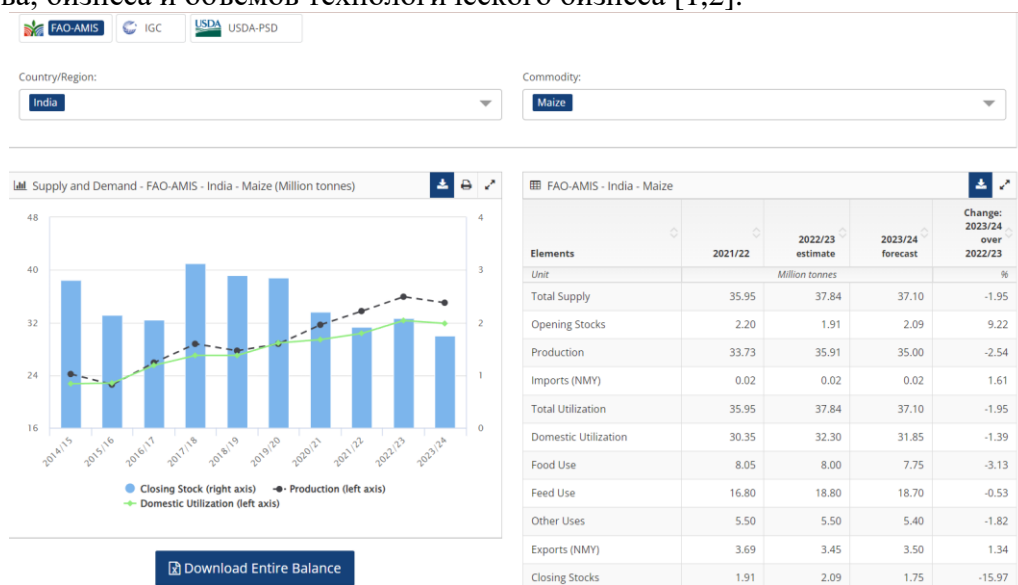 ва, бизнеса и объемов технологического бизнеса [1,2].
FAO-AMIS IGC USDA USDA-PSD
Country/Region: Commodity:
India Maize
Supply and Demand - FAO-AMIS - India - Maize (Million tonnes)
48 4
40 3
32 2
24 1
16 0
2014/15 2015/16 2016/17 2017/18 2018/19 2019/20 2020/21 2021/22 2022/23 2023/24
Closing Stock (right axis) Production (left axis)
Domestic Utilization (left axis)
Download Entire Balance
FAO-AMIS - India - Maize
Elements 2021/22 2022/23 estimate 2023/24 forecast Change: 2023/24 over 2022/23
Unit Million tonnes %
Total Supply 35.95 37.84 37.10 -1.95
Opening Stocks 2.20 1.91 2.09 9.22
Production 33.73 35.91 35.00 -2.54
Imports (NMY) 0.02 0.02 0.02 1.61
Total Utilization 35.95 37.84 37.10 -1.95
Domestic Utilization 30.35 32.30 31.85 -1.39
Food Use 8.05 8.00 7.75 -3.13
Feed Use 16.80 18.80 18.70 -0.53
Other Uses 5.50 5.50 5.40 -1.82
Exports (NMY) 3.69 3.45 3.50 1.34
Closing Stocks 1.91 2.09 1.75 -15.97